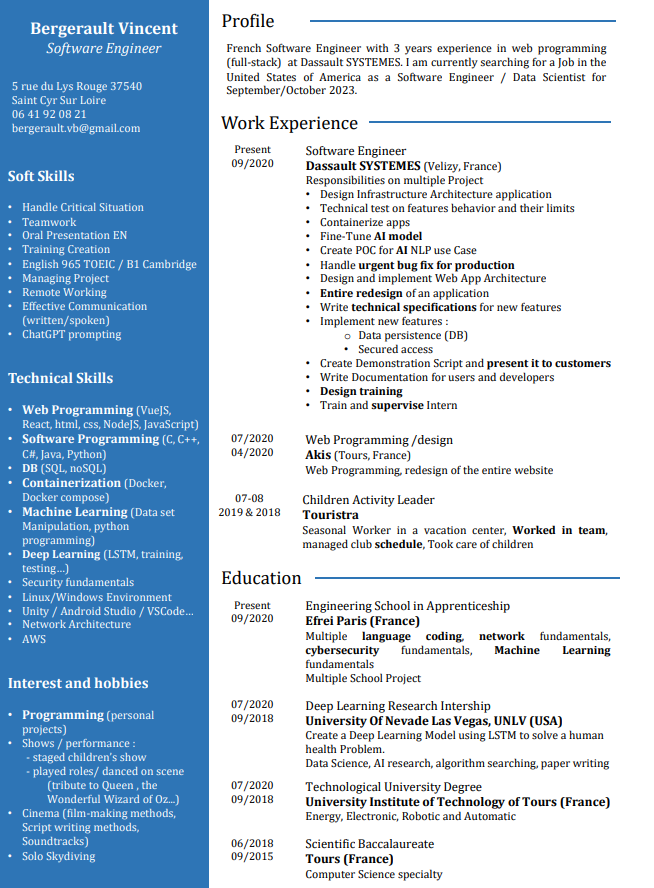 Bergerault Vincent
Software Engineer
5 rue du Lys Rouge 37540
Saint Cyr Sur Loire
06 41 92 08 21
bergerault.vb@gmail.com
Soft Skills
• Handle Critical Situation
• Teamwork
• Oral Presentation EN
• Training Creation
• English 965 TOEIC / B1 Cambridge
• Managing Project
• Remote Working
• Effective Communication
(written/spoken)
• ChatGPT prompting
Technical Skills
• Web Programming (VueJS,
React, html, css, NodeJS, JavaScript)
• Software Programming (C, C++,
C#, Java, Python)
• DB (SQL, noSQL)
• Containerization (Docker,
Docker compose)
• Machine Learning (Data set
Manipulation, python
programming)
• Deep Learning (LSTM, training,
testing…)
• Security fundamentals
• Linux/Windows Environment
• Unity / Android Studio / VSCode…
• Network Architecture
• AWS
Interest and hobbies
• Programming (personal
projects)
• Shows / performance :
- staged children's show
- played roles/ danced on scene
(tribute to Queen , the
Wonderful Wizard of Oz...)
• Cinema (film-making methods,
Script writing methods,
Soundtracks)
• Solo Skydiving
Profile
French Software Engineer with 3 years experience in web programming
(full-stack) at Dassault SYSTEMES. I am currently searching for a Job in the
United States of America as a Software Engineer / Data Scientist for
September/October 2023.
Work Experience
Present
09/2020
Software Engineer
Dassault SYSTEMES (Velizy, France)
Responsibilities on multiple Project
• Design Infrastructure Architecture application
• Technical test on features behavior and their limits
• Containerize apps
• Fine-Tune AI model
• Create POC for AI NLP use Case
• Handle urgent bug fix for production
• Design and implement Web App Architecture
• Entire redesign of an application
• Write technical specifications for new features
• Implement new features :
o Data persistence (DB)
• Secured access
• Create Demonstration Script and present it to customers
• Write Documentation for users and developers
• Design training
• Train and supervise Intern
07/2020
04/2020
Web Programming /design
Akis (Tours, France)
Web Programming, redesign of the entire website
07-08
2019 & 2018
Children Activity Leader
Touristra
Seasonal Worker in a vacation center, Worked in team,
managed club schedule, Took care of children
Education
Present
09/2020
Engineering School in Apprenticeship
Efrei Paris (France)
Multiple language coding, network fundamentals,
cybersecurity fundamentals, Machine Learning
fundamentals
Multiple School Project
07/2020
09/2018
Deep Learning Research Intership
University Of Nevade Las Vegas, UNLV (USA)
Create a Deep Learning Model using LSTM to solve a human
health Problem.
Data Science, AI research, algorithm searching, paper writing
07/2020
09/2018
Technological University Degree
University Institute of Technology of Tours (France)
Energy, Electronic, Robotic and Automatic
06/2018
09/2015
Scientific Baccalaureate
Tours (France)
Computer Science specialty